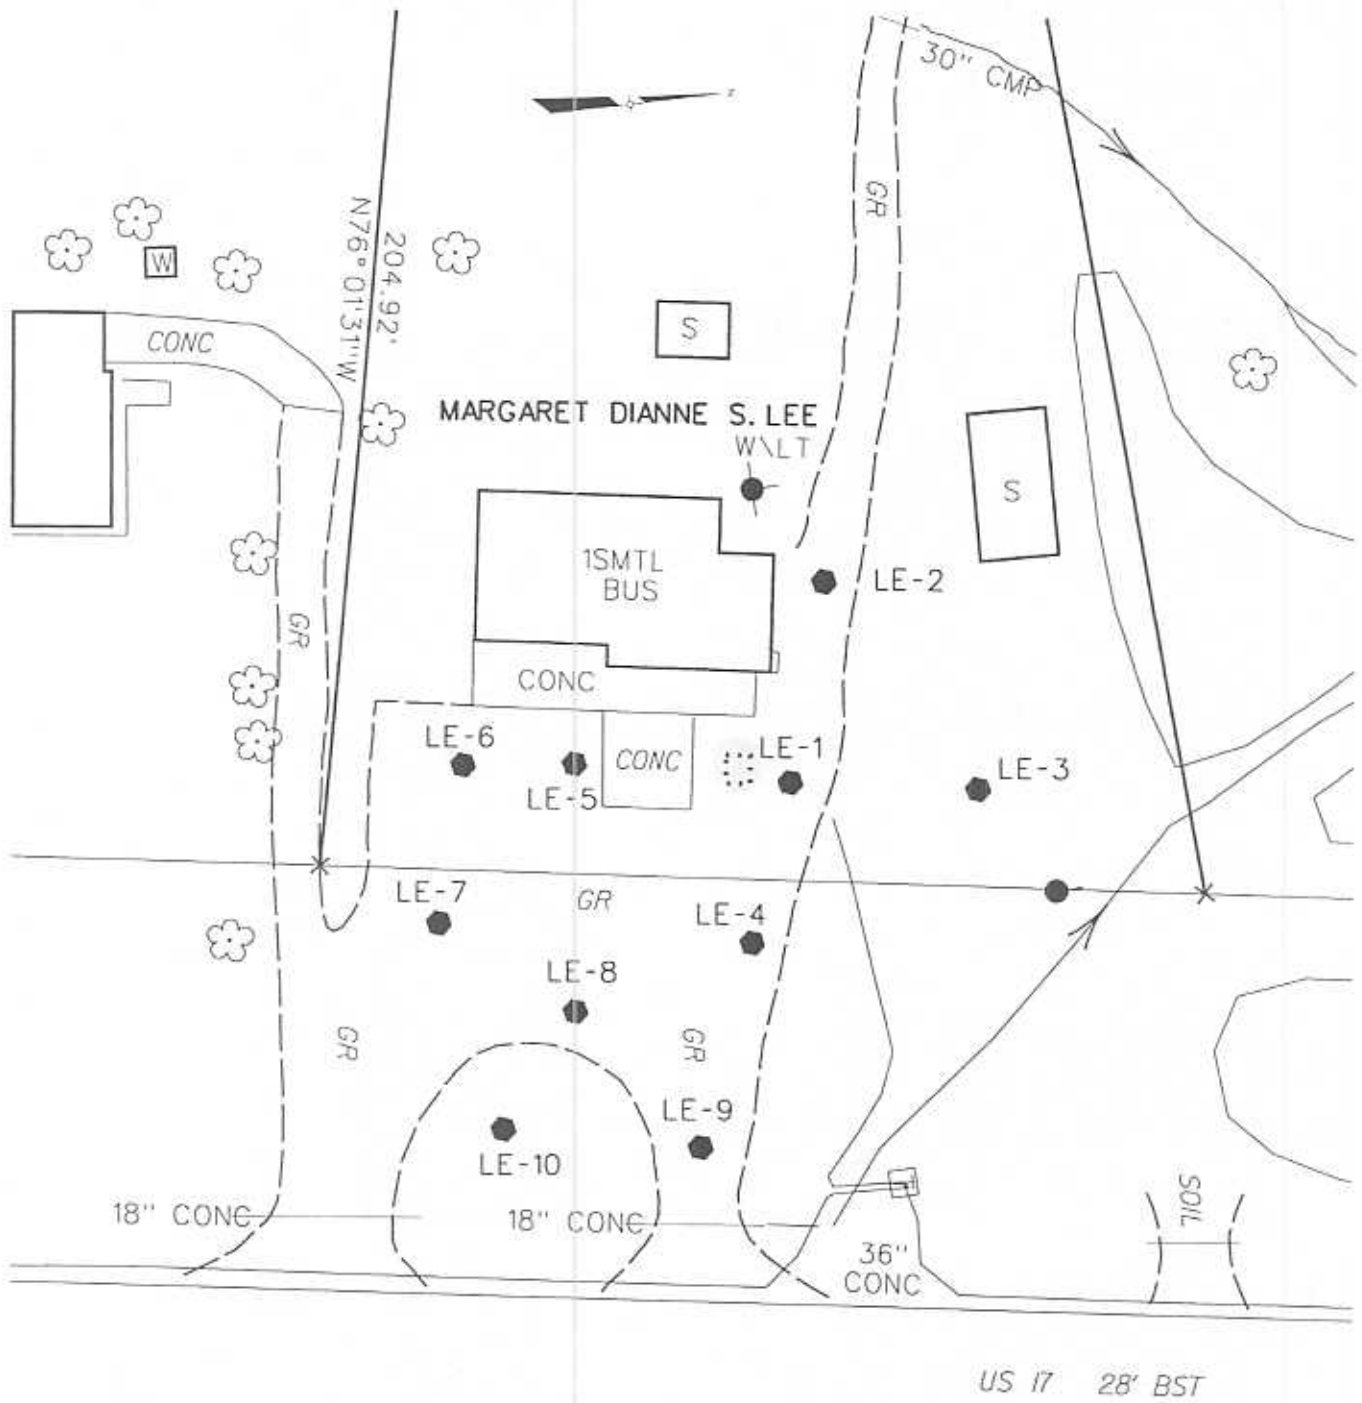 30" CMP
z
GR
N76°01'31"W
204.92'
W
CONC
S
MARGARET DIANNE S. LEE
W\LT
S
1SMTL
BUS
LE-2
GR
CONC
LE-6
CONC
LE-1
LE-3
LE-5
LE-7
GR
LE-4
LE-8
GR
GR
LE-9
LE-10
18" CONC
18" CONC
SOIL
36"
CONC
US 17 28' BST